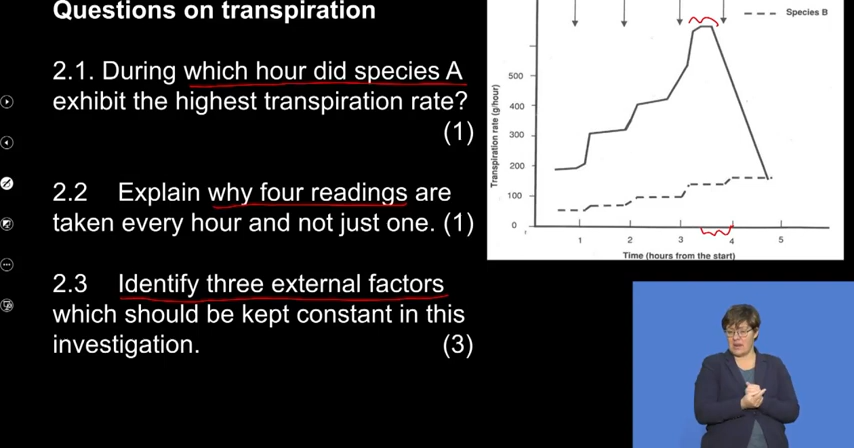 Questions on transpiration
2.1. During which hour did species A
exhibit the highest transpiration rate?
(1)
2.2 Explain why four readings are
taken every hour and not just one. (1)
2.3 Identify three external factors
which should be kept constant in this
investigation. (3)
Species B
Transpiration rate (g/hour)
500
400
300
200
100
0
1 2 3 4 5
Time (hours from the start)